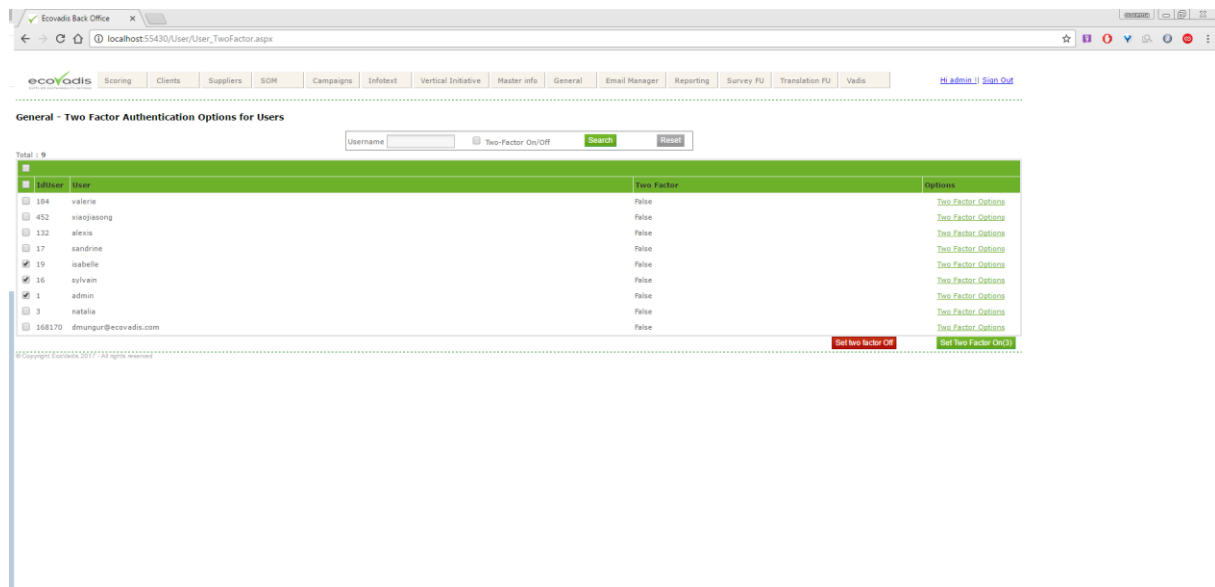 Ecovadis Back Office
localhost:55430/User/User_TwoFactor.aspx
ecovadis Scoring Clients Suppliers SOM Campaigns Infotext Vertical Initiative Master info General Email Manager Reporting Survey FU Translation FU Vadis Hi admin !| Sign Out
General - Two Factor Authentication Options for Users
Username Two-Factor On/Off Search Reset
Total : 9
IdUser User Two Factor Options
184 valerie False Two Factor Options
452 xiaojiasong False Two Factor Options
132 alexis False Two Factor Options
17 sandrine False Two Factor Options
19 isabelle False Two Factor Options
16 sylvain False Two Factor Options
1 admin False Two Factor Options
3 natalia False Two Factor Options
168170 dmungur@ecovadis.com False Two Factor Options
Set two factor Off Set Two Factor On(3)
© Copyright EcoVadis 2017 - All rights reserved